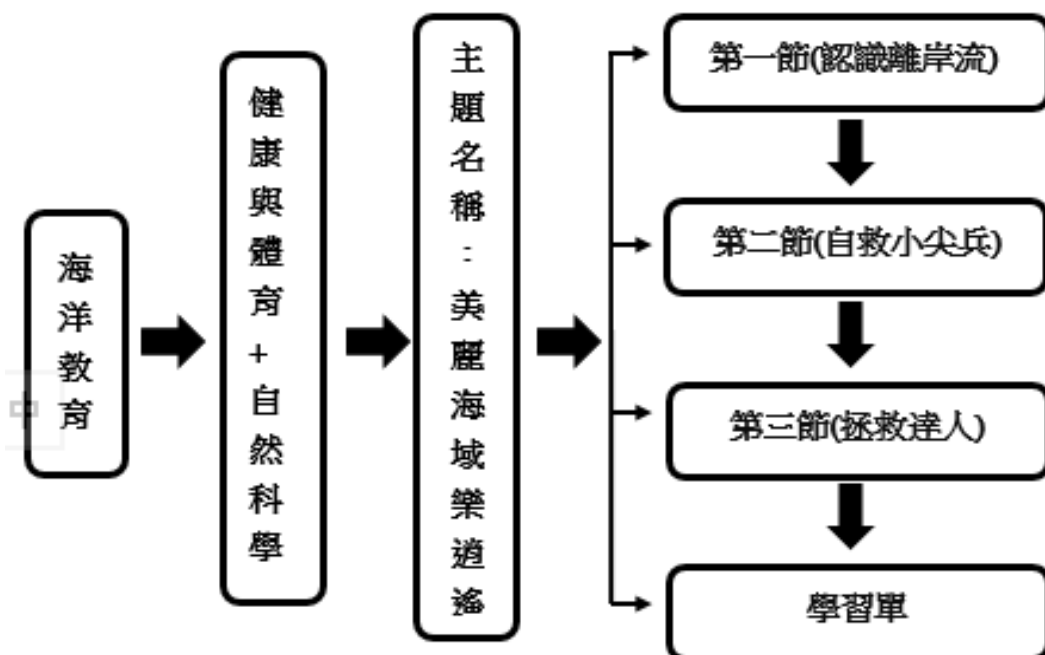 海洋教育
健康與體育+自然科學
主題名稱:美麗海域樂逍遙
第一節(認識離岸流)
第二節(自救小尖兵)
第三節(拯救達人)
學習單
中